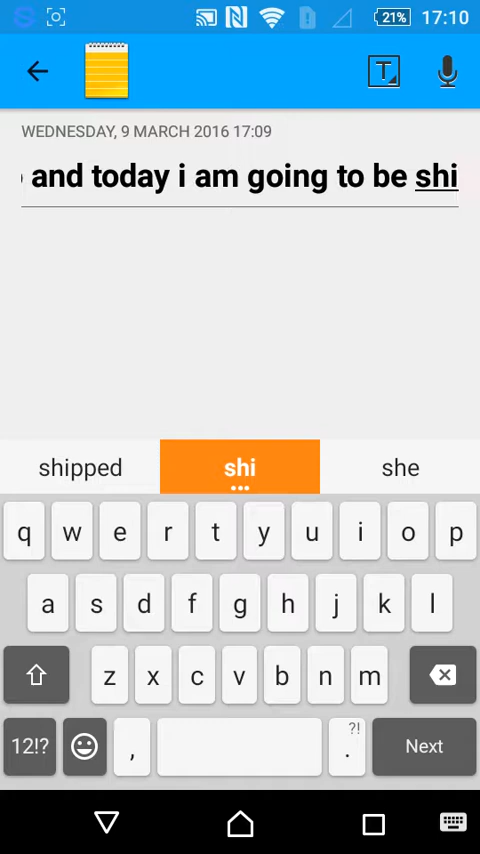 21% 17:10
T
WEDNESDAY, 9 MARCH 2016 17:09
and today i am going to be shi
shipped shi she
q w e r t y u i o p
a s d f g h j k l
z x c v b n m
?!
12!? , . Next